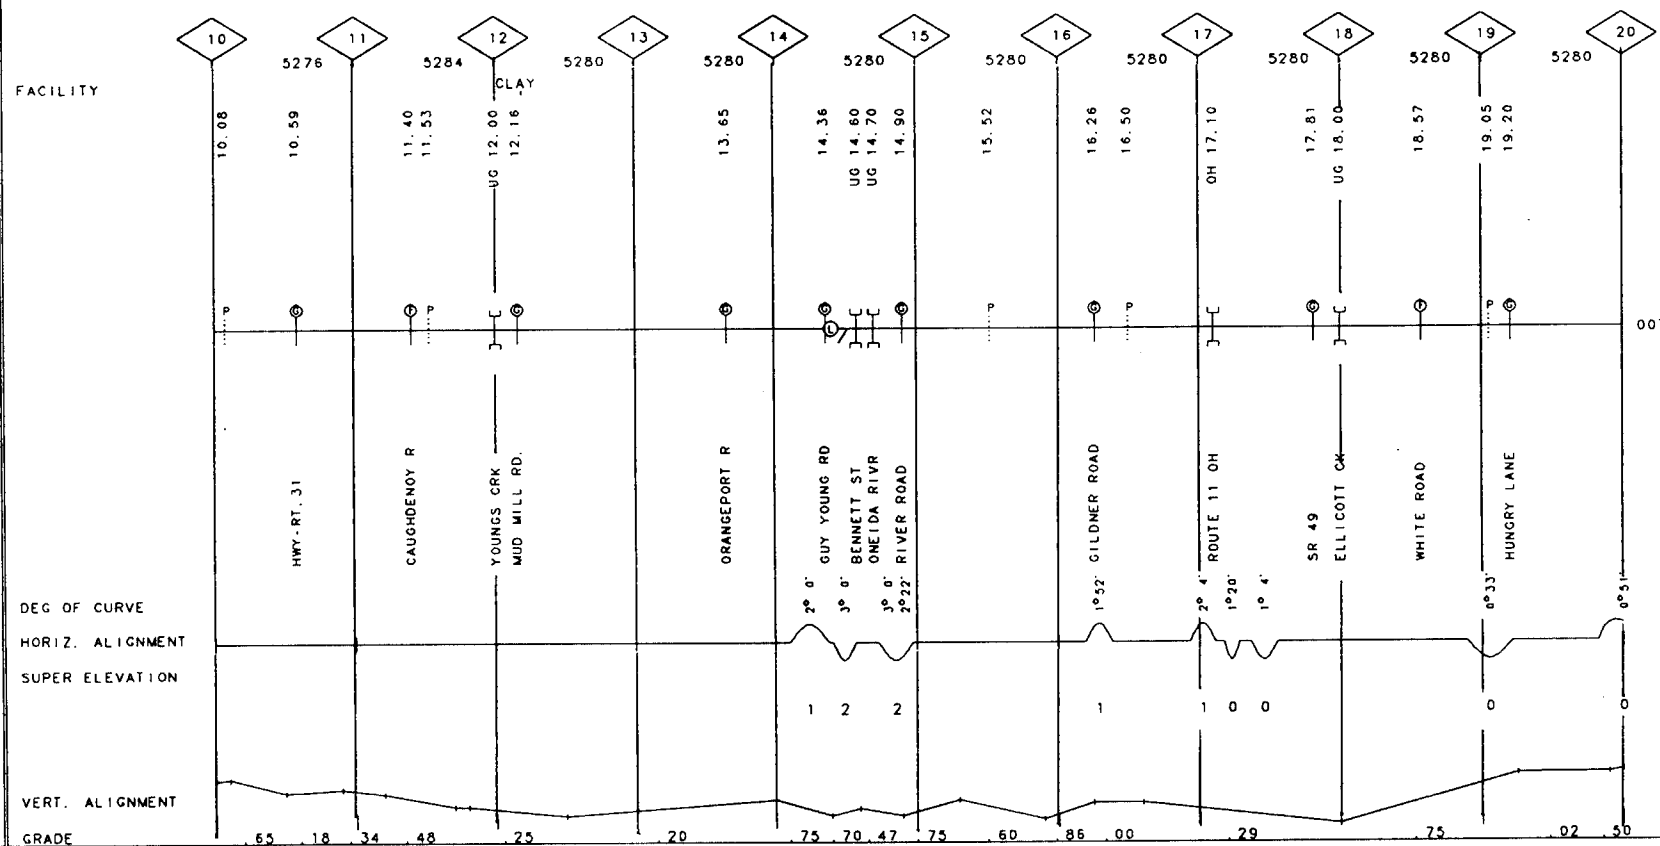 10 11 12 13 14 15 16 17 18 19 20
5276 5284 5280 5280 5280 5280 5280 5280 5280 5280
CLAY
FACILITY
10.08 10.59 11.40 11.53 UG 12.00 12.16 13.65 14.36 UG 14.60 UG 14.70 14.90 15.52 16.26 16.50 OH 17.10 17.81 UG 18.00 18.57 19.05 19.20
P G F P G G G G P G P G F P G
L
00
HWY-RT.31
CAUGHDENOY R
YOUNGS CRK
MUD MILL RD.
ORANGEPORT R
GUY YOUNG RD
BENNETT ST
ONEIDA RIVR
RIVER ROAD
GILDNER ROAD
ROUTE 11 OH
SR 49
ELLICOTT CK
WHITE ROAD
HUNGRY LANE
DEG OF CURVE 2° 0' 3° 0' 3° 0' 2°22' 1°52' 2° 4' 1°20' 1° 4' 0°33' 0°51'
HORIZ. ALIGNMENT
SUPER ELEVATION
1 2 2 1 1 0 0 0 0
VERT. ALIGNMENT
GRADE .65 .18 .34 .48 .25 .20 .75 .70 .47 .75 .60 .86 .00 .29 .75 .02 .50